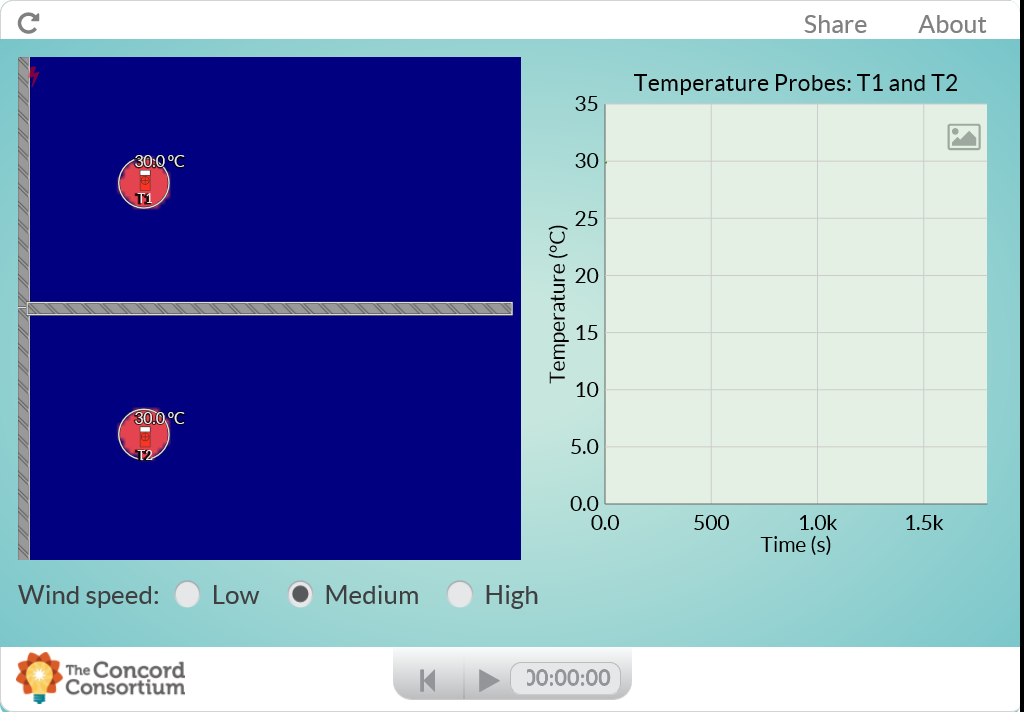 Share About
Temperature Probes: T1 and T2
30.0 °C
T1
30.0 °C
T2
35
30
25
20
15
10
5.0
0.0
Temperature (°C)
0.0 500 1.0k 1.5k
Time (s)
Wind speed: Low Medium High
The Concord
Consortium
00:00:00